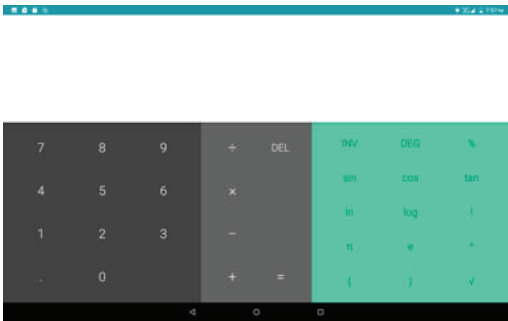 7 8 9 ÷ DEL INV DEG %
sin cos tan
4 5 6 ×
ln log !
1 2 3 −
π e ^
. 0 + = ( ) √